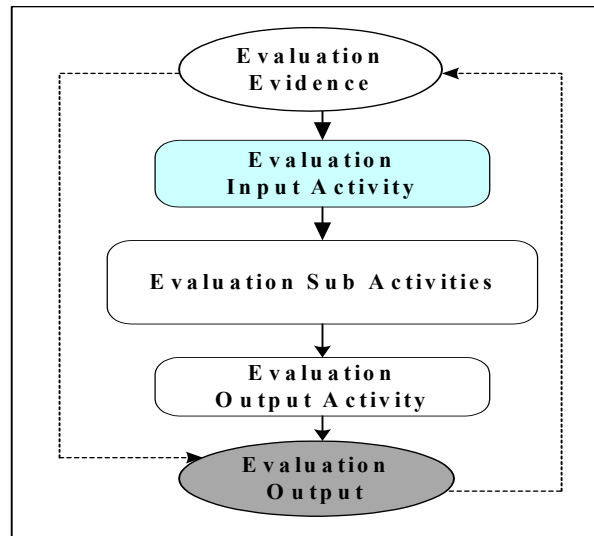 Evaluation
Evidence
Evaluation
Input Activity
Evaluation Sub Activities
Evaluation
Output Activity
Evaluation
Output